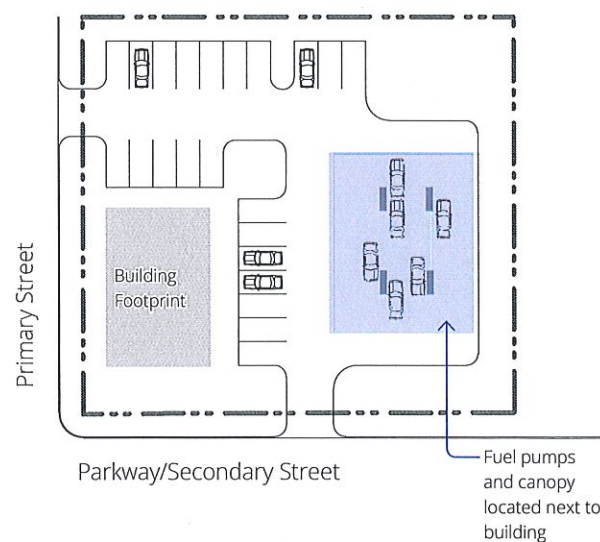 Building
Footprint
Primary Street
Parkway/Secondary Street
Fuel pumps
and canopy
located next to
building